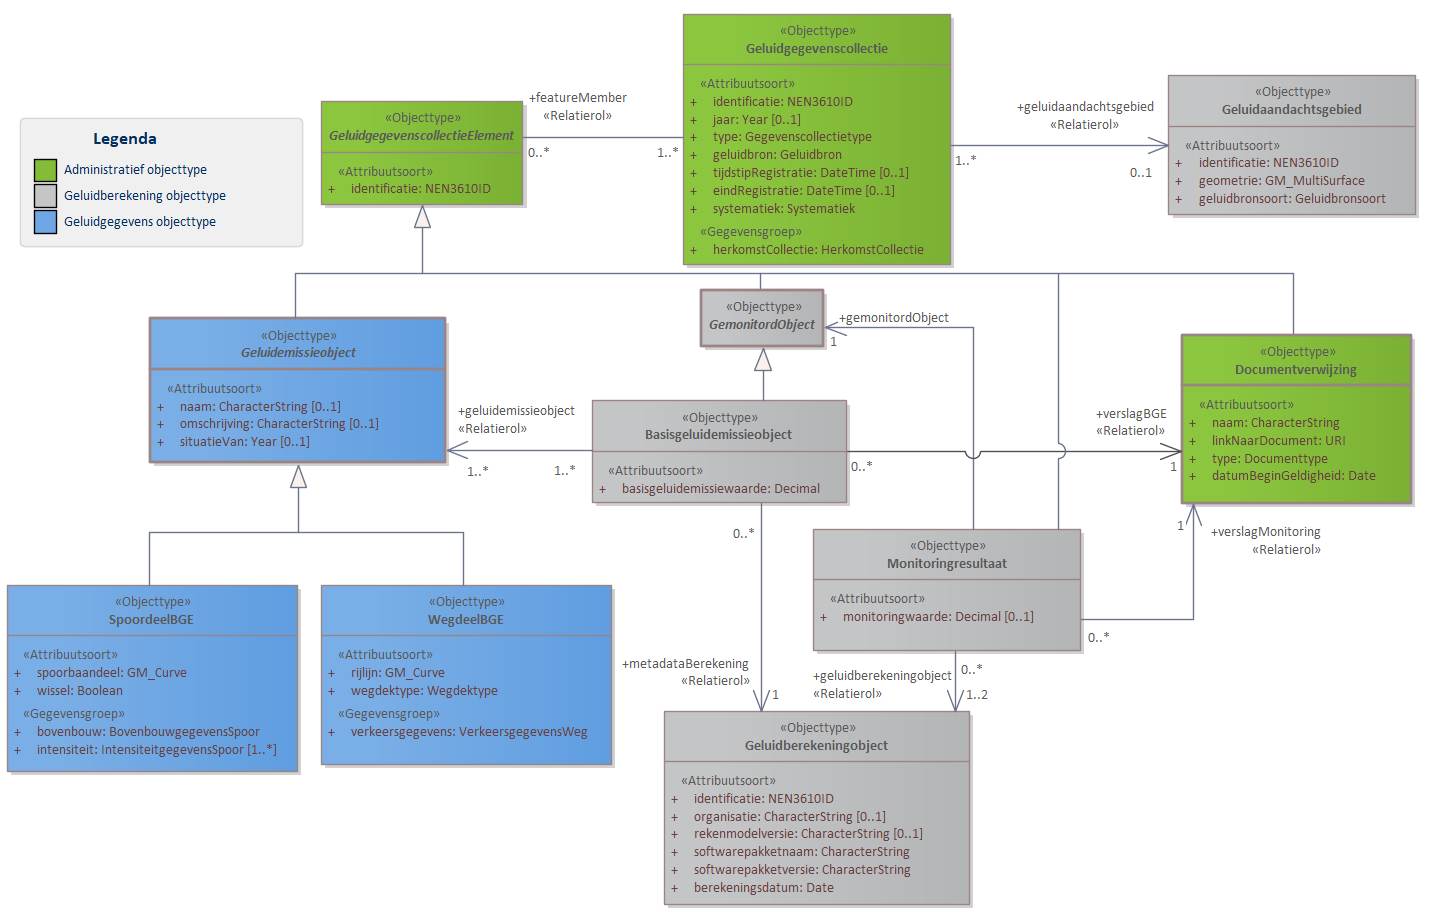 Legenda
Administratief objecttype
Geluidberekening objecttype
Geluidgegevens objecttype
«Objecttype»
GeluidgegevenscollectieElement
«Attribuutsoort»
+ identificatie: NEN3610ID
+featureMember
«Relatierol»
0..*
1..*
«Objecttype»
Geluidgegevenscollectie
«Attribuutsoort»
+ identificatie: NEN3610ID
+ jaar: Year [0..1]
+ type: Gegevenscollectietype
+ geluidbron: Geluidbron
+ tijdstipRegistratie: DateTime [0..1]
+ eindRegistratie: DateTime [0..1]
+ systematiek: Systematiek
«Gegevensgroep»
+ herkomstCollectie: HerkomstCollectie
+geluidaandachtsgebied
«Relatierol»
1..*
0..1
«Objecttype»
Geluidaandachtsgebied
«Attribuutsoort»
+ identificatie: NEN3610ID
+ geometrie: GM_MultiSurface
+ geluidbronsoort: Geluidbronsoort
«Objecttype»
Geluidemissieobject
«Attribuutsoort»
+ naam: CharacterString [0..1]
+ omschrijving: CharacterString [0..1]
+ situatieVan: Year [0..1]
«Objecttype»
GemonitordObject
+gemonitordObject
1
«Objecttype»
Documentverwijzing
«Attribuutsoort»
+ naam: CharacterString
+ linkNaarDocument: URI
+ type: Documenttype
+ datumBeginGeldigheid: Date
+geluidemissieobject
«Relatierol»
1..*
1..*
«Objecttype»
Basisgeluidemissieobject
«Attribuutsoort»
+ basisgeluidemissiewaarde: Decimal
+verslagBGE
«Relatierol»
0..*
1
0..*
1
+verslagMonitoring
«Relatierol»
«Objecttype»
Monitoringresultaat
«Attribuutsoort»
+ monitoringwaarde: Decimal [0..1]
0..*
«Objecttype»
SpoordeelBGE
«Attribuutsoort»
+ spoorbaandeel: GM_Curve
+ wissel: Boolean
«Gegevensgroep»
+ bovenbouw: BovenbouwgegevensSpoor
+ intensiteit: IntensiteitgegevensSpoor [1..*]
«Objecttype»
WegdeelBGE
«Attribuutsoort»
+ rijlijn: GM_Curve
+ wegdektype: Wegdektype
«Gegevensgroep»
+ verkeersgegevens: VerkeersgegevensWeg
+metadataBerekening
«Relatierol»
1
0..*
+geluidberekeningobject
«Relatierol»
1..2
«Objecttype»
Geluidberekeningobject
«Attribuutsoort»
+ identificatie: NEN3610ID
+ organisatie: CharacterString [0..1]
+ rekenmodelversie: CharacterString [0..1]
+ softwarepakketnaam: CharacterString
+ softwarepakketversie: CharacterString
+ berekeningsdatum: Date